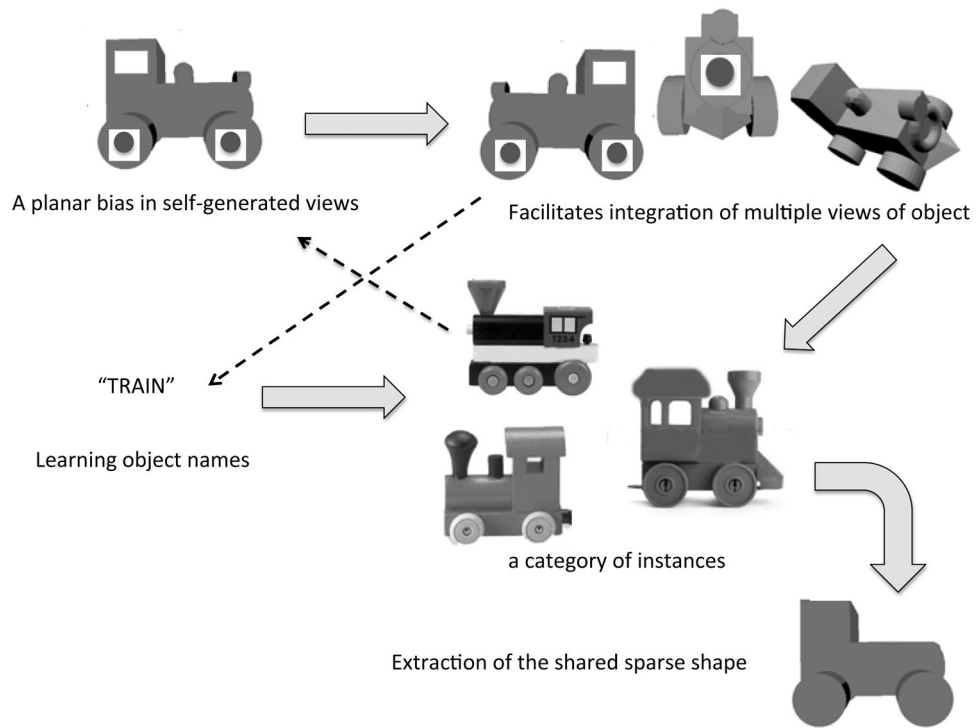 A planar bias in self-generated views
Facilitates integration of multiple views of object
1234
“TRAIN”
Learning object names
a category of instances
Extraction of the shared sparse shape